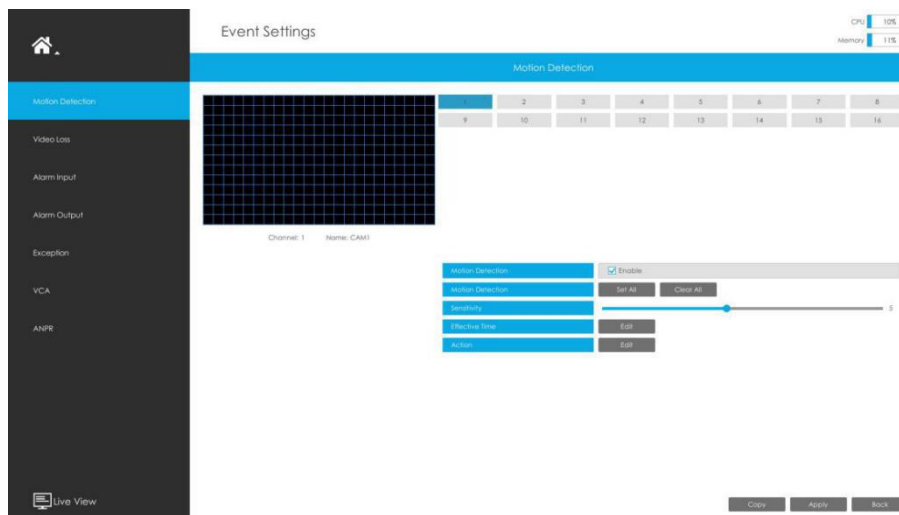 Event Settings
CPU 10%
Memory 11%
Motion Detection
Motion Detection
Video Loss
Alarm Input
Alarm Output
Exception
VCA
ANPR
Live View
1 2 3 4 5 6 7 8
9 10 11 12 13 14 15 16
Channel: 1 Name: CAM1
Motion Detection Enable
Motion Detection Set All Clear All
Sensitivity 5
Effective Time Edit
Action Edit
Copy Apply Back